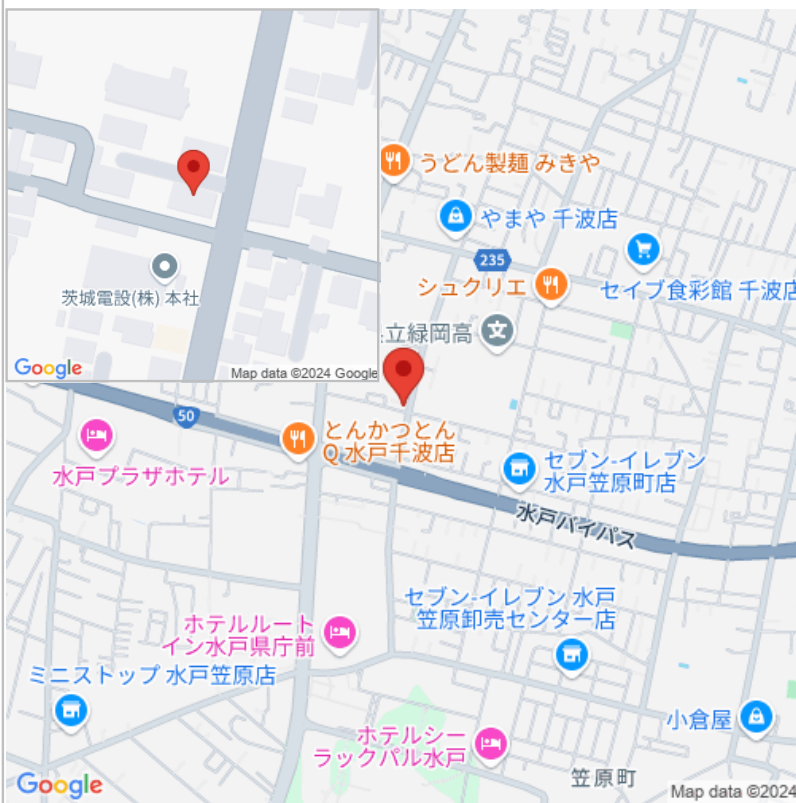 茨城電設(株) 本社
Google
Map data ©2024 Google
うどん製麺 みきや
やまや 千波店
235
シュクリエ
セイブ食彩館 千波店
立緑岡高
文
50
とんかつとん
Q 水戸千波店
水戸プラザホテル
セブン-イレブン
水戸笠原町店
水戸バイパス
セブン-イレブン 水戸
笠原卸売センター店
ホテルルート
イン水戸県庁前
ミニストップ 水戸笠原店
小倉屋
ホテルシー
ラックパル水戸
笠原町
Google
Map data ©2024